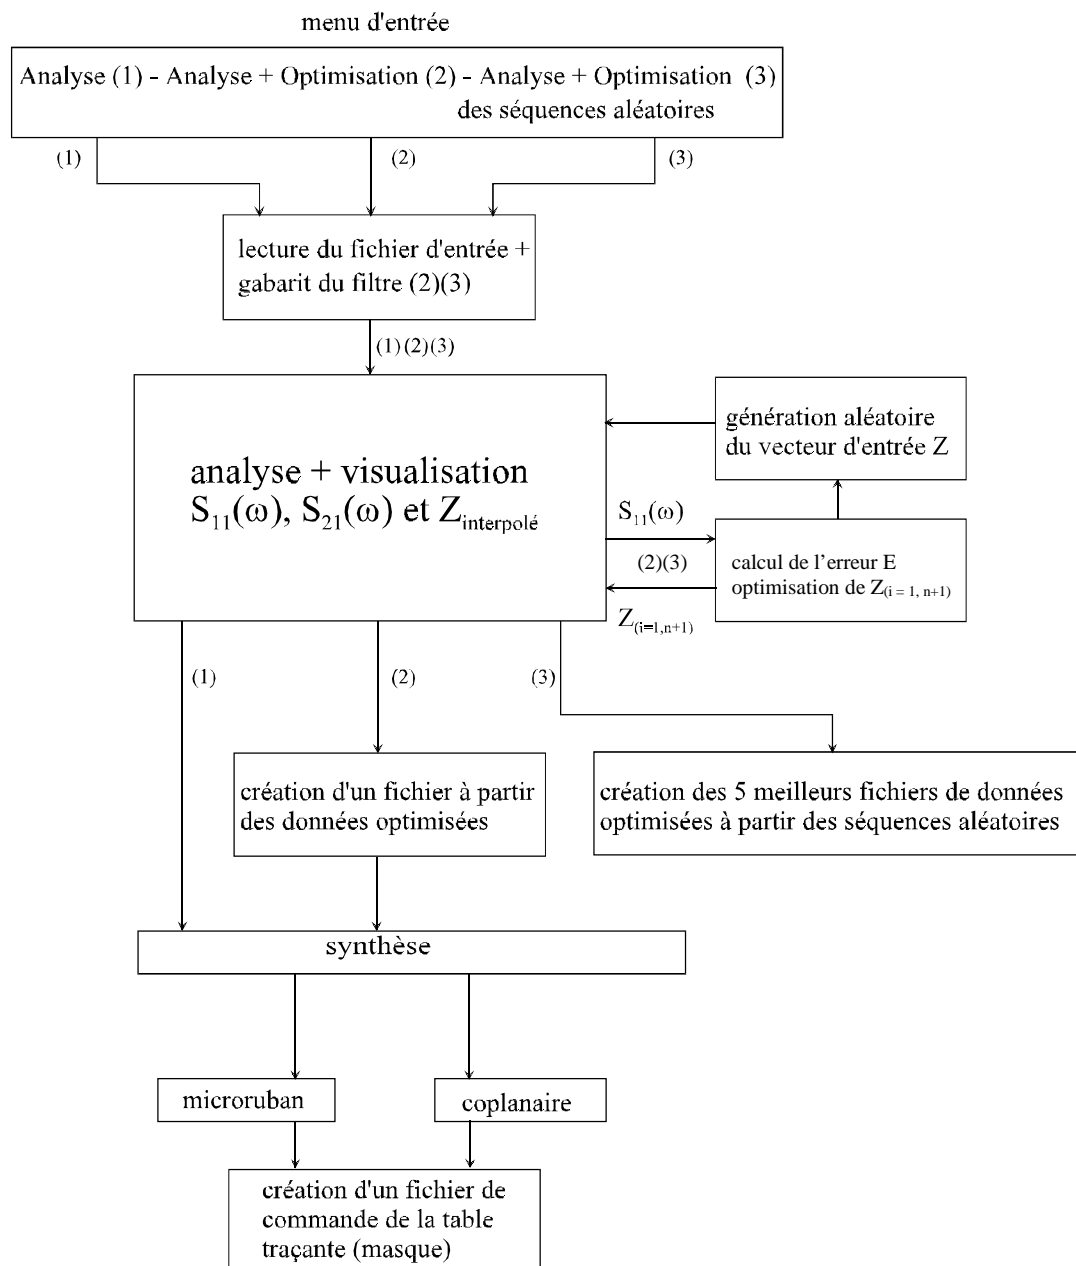 menu d'entrée
Analyse (1) - Analyse + Optimisation (2) - Analyse + Optimisation (3)
des séquences aléatoires
(1)
(2)
(3)
lecture du fichier d'entrée +
gabarit du filtre (2)(3)
(1)(2)(3)
analyse + visualisation
S11(ω), S21(ω) et Zinterpolé
génération aléatoire
du vecteur d'entrée Z
S11(ω)
(2)(3)
Z(i=1,n+1)
calcul de l’erreur E
optimisation de Z(i = 1, n+1)
(1)
(2)
(3)
création d'un fichier à partir
des données optimisées
création des 5 meilleurs fichiers de données
optimisées à partir des séquences aléatoires
synthèse
microruban
coplanaire
création d'un fichier de
commande de la table
traçante (masque)